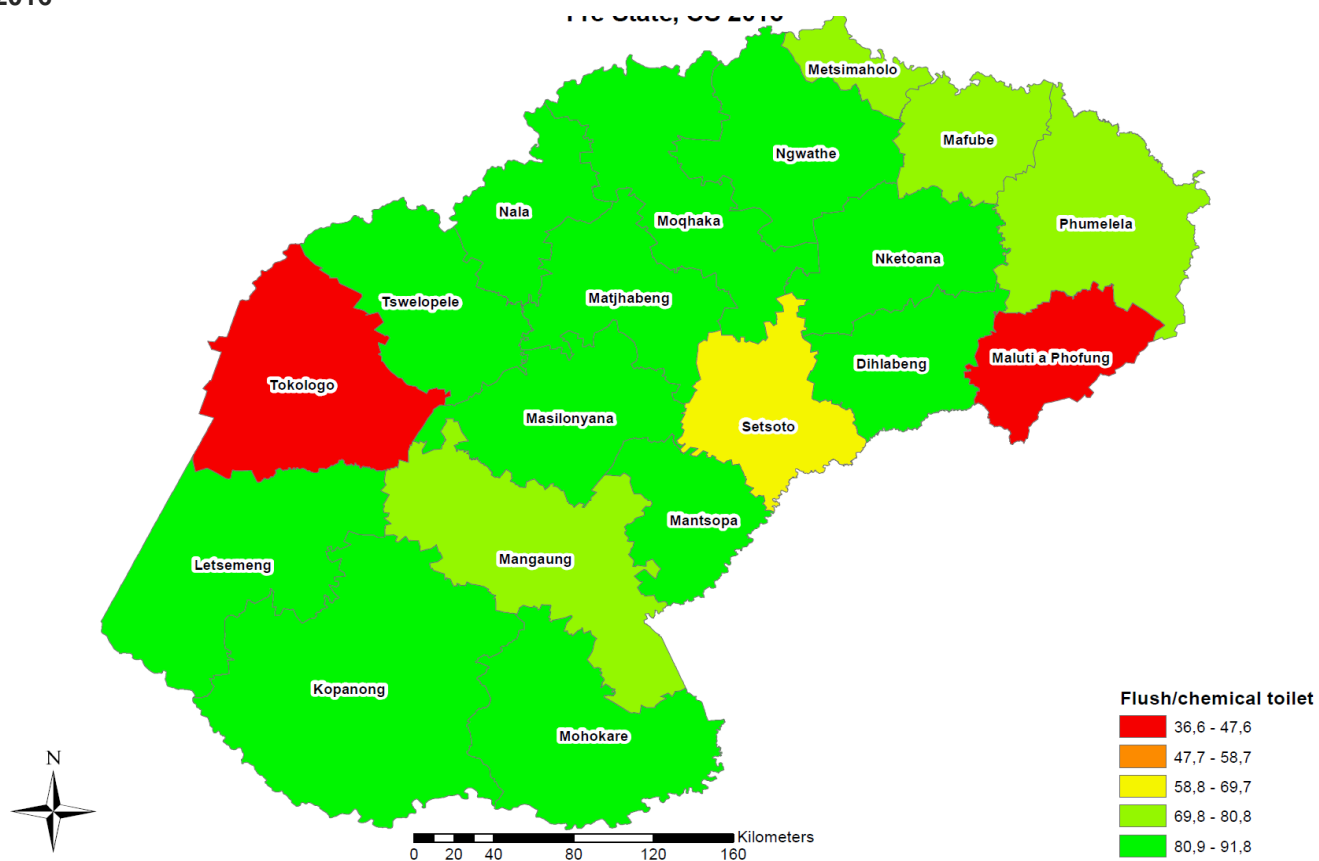 Metsimaholo
Mafube
Ngwathe
Nala
Moqhaka
Phumelela
Nketoana
Tswelopele
Matjhabeng
Maluti a Phofung
Dihlabeng
Tokologo
Masilonyana
Setsoto
Mantsopa
Mangaung
Letsemeng
Kopanong
Mohokare
Flush/chemical toilet
36,6 - 47,6
47,7 - 58,7
58,8 - 69,7
69,8 - 80,8
80,9 - 91,8
N
Kilometers
0 20 40 80 120 160